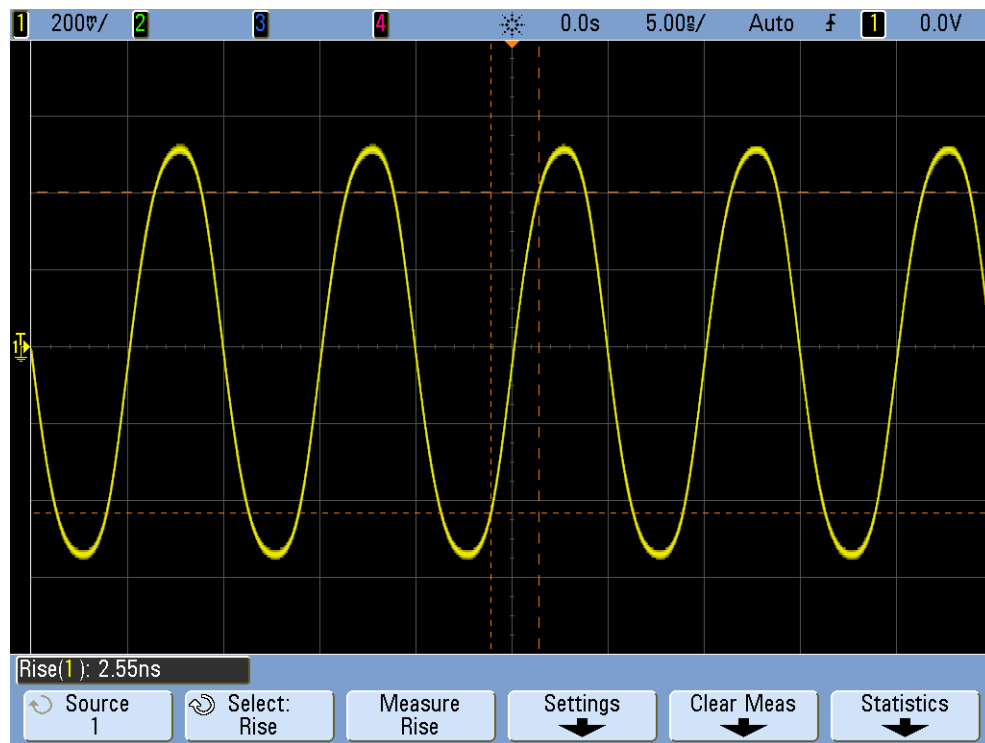 1 200mV/ 2 3 4 0.0s 5.00ns/ Auto 1 0.0V
1
Rise(1): 2.55ns
Source Select: Measure Settings Clear Meas Statistics
1 Rise Rise